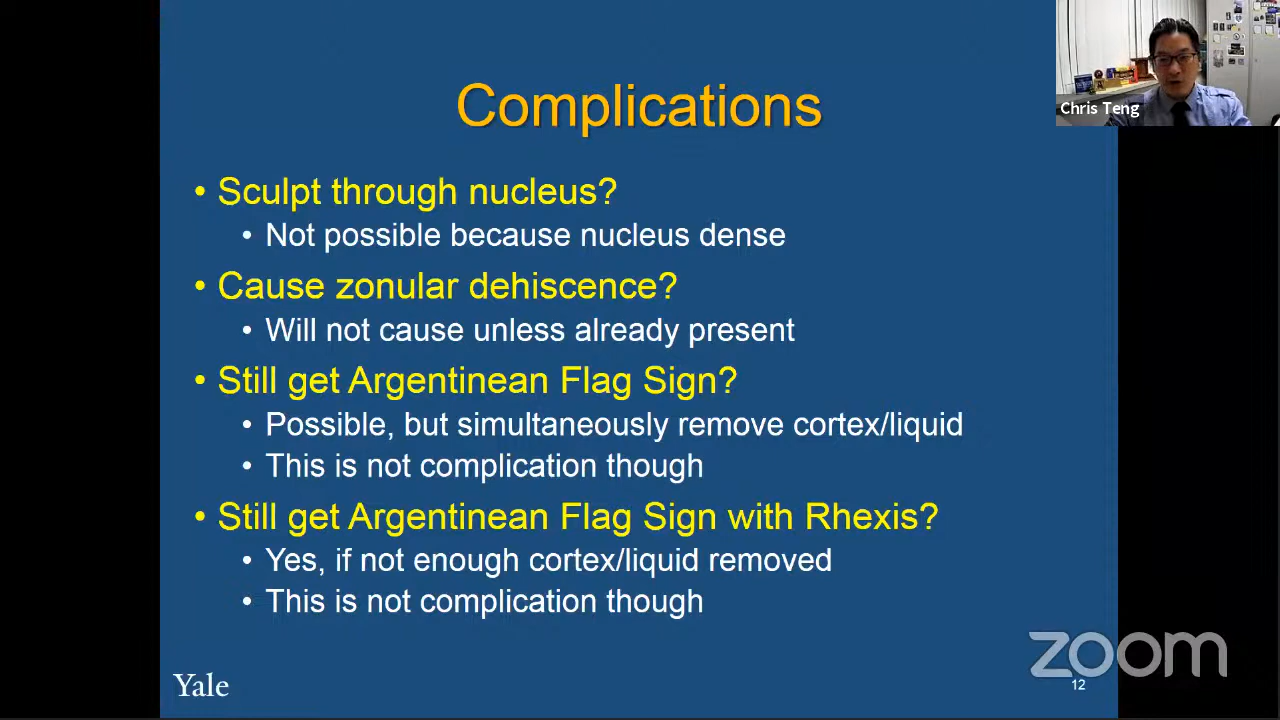 Complications
• Sculpt through nucleus?
• Not possible because nucleus dense
• Cause zonular dehiscence?
• Will not cause unless already present
• Still get Argentinean Flag Sign?
• Possible, but simultaneously remove cortex/liquid
• This is not complication though
• Still get Argentinean Flag Sign with Rhexis?
• Yes, if not enough cortex/liquid removed
• This is not complication though
Yale
12
zoom
Chris Teng